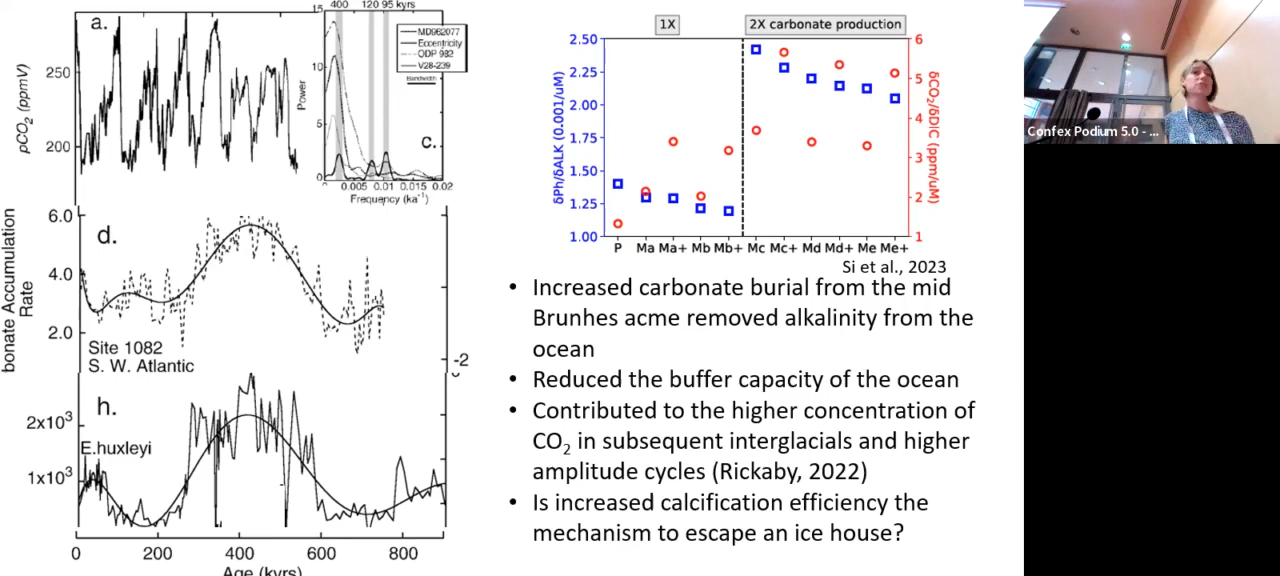 a.
pCO2 (ppmV)
250
200
400 120 95 kyrs
15
10
5
0
Power
MD962077
Eccentricity
ODP 982
V28-239
Bandwidth
c.
0.005 0.01 0.015 0.02
Frequency (ka-1)
d.
6.0
4.0
2.0
bonate Accumulation
Rate
Site 1082
S. W. Atlantic
-2
h.
2x10³
E.huxleyi
1x10³
0 200 400 600 800
Age (kyrs)
1X
2X carbonate production
2.50
2.25
2.00
1.75
1.50
1.25
1.00
δPh/δALK (0.001/uM)
6
5
4
3
2
1
δCO2/δDIC (ppm/uM)
P Ma Ma+ Mb Mb+ Mc Mc+ Md Md+ Me Me+
Si et al., 2023
• Increased carbonate burial from the mid
Brunhes acme removed alkalinity from the
ocean
• Reduced the buffer capacity of the ocean
• Contributed to the higher concentration of
CO2 in subsequent interglacials and higher
amplitude cycles (Rickaby, 2022)
• Is increased calcification efficiency the
mechanism to escape an ice house?
Confex Podium 5.0 - ...